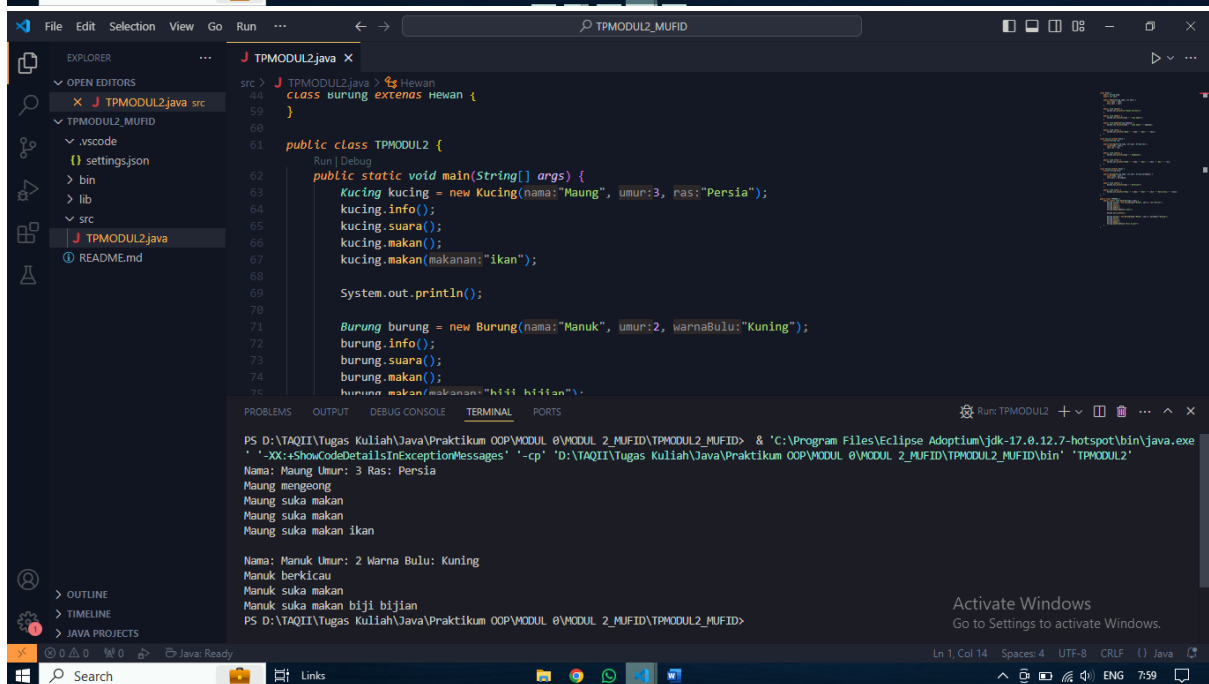 File Edit Selection View Go Run ··· TPMODUL2_MUFID
EXPLORER ···
OPEN EDITORS
J TPMODUL2.java src
TPMODUL2_MUFID
.vscode
{} settings.json
bin
lib
src
J TPMODUL2.java
README.md
OUTLINE
TIMELINE
JAVA PROJECTS
J TPMODUL2.java
src > J TPMODUL2.java > Hewan
44 class Burung extends Hewan {
59 }
60
61 public class TPMODUL2 {
Run | Debug
62 public static void main(String[] args) {
63 Kucing kucing = new Kucing(nama:"Maung", umur:3, ras:"Persia");
64 kucing.info();
65 kucing.suara();
66 kucing.makan();
67 kucing.makan(makanan:"ikan");
68
69 System.out.println();
70
71 Burung burung = new Burung(nama:"Manuk", umur:2, warnaBulu:"Kuning");
72 burung.info();
73 burung.suara();
74 burung.makan();
75 burung.makan(makanan:"biji bijian");
PROBLEMS OUTPUT DEBUG CONSOLE TERMINAL PORTS Run: TPMODUL2
PS D:\TAQII\Tugas Kuliah\Java\Praktikum OOP\MODUL 0\MODUL 2_MUFID\TPMODUL2_MUFID> & 'C:\Program Files\Eclipse Adoptium\jdk-17.0.12.7-hotspot\bin\java.exe
' '-XX:+ShowCodeDetailsInExceptionMessages' '-cp' 'D:\TAQII\Tugas Kuliah\Java\Praktikum OOP\MODUL 0\MODUL 2_MUFID\TPMODUL2_MUFID\bin' 'TPMODUL2'
Nama: Maung Umur: 3 Ras: Persia
Maung mengeong
Maung suka makan
Maung suka makan
Maung suka makan ikan

Nama: Manuk Umur: 2 Warna Bulu: Kuning
Manuk berkicau
Manuk suka makan
Manuk suka makan biji bijian
PS D:\TAQII\Tugas Kuliah\Java\Praktikum OOP\MODUL 0\MODUL 2_MUFID\TPMODUL2_MUFID>
Activate Windows
Go to Settings to activate Windows.
0 0 0 Java: Ready Ln 1, Col 14 Spaces: 4 UTF-8 CRLF {} Java
Search Links ENG 7:59